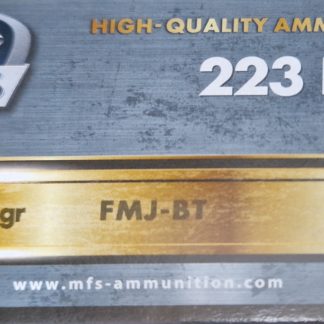 HIGH-QUALITY AMM
223
gr FMJ-BT
www.mfs-ammunition.com